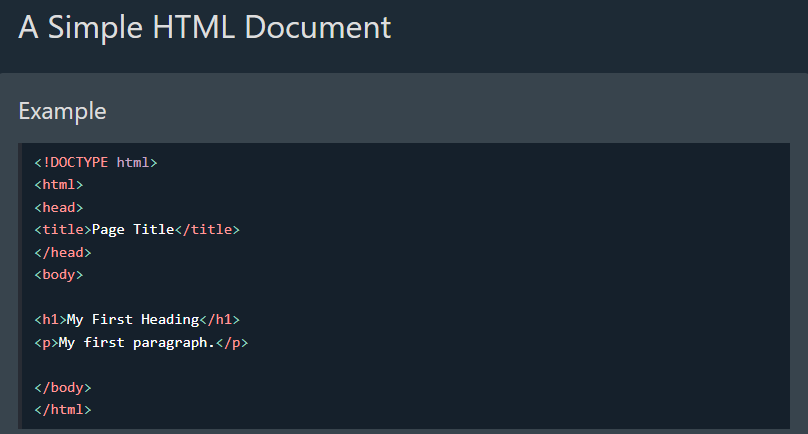 A Simple HTML Document
Example
<!DOCTYPE html>
<html>
<head>
<title>Page Title</title>
</head>
<body>
<h1>My First Heading</h1>
<p>My first paragraph.</p>
</body>
</html>